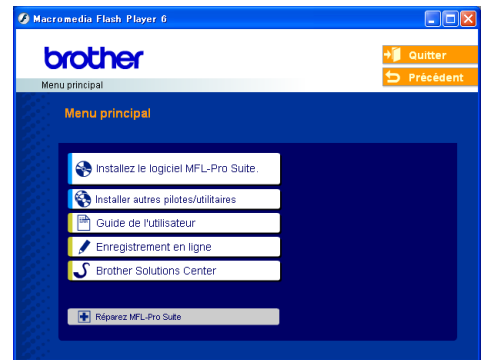 Macromedia Flash Player 6
brother
Quitter
Précédent
Menu principal
Menu principal
Installez le logiciel MFL-Pro Suite.
Installer autres pilotes/utilitaires
Guide de l'utilisateur
Enregistrement en ligne
Brother Solutions Center
Réparez MFL-Pro Suite